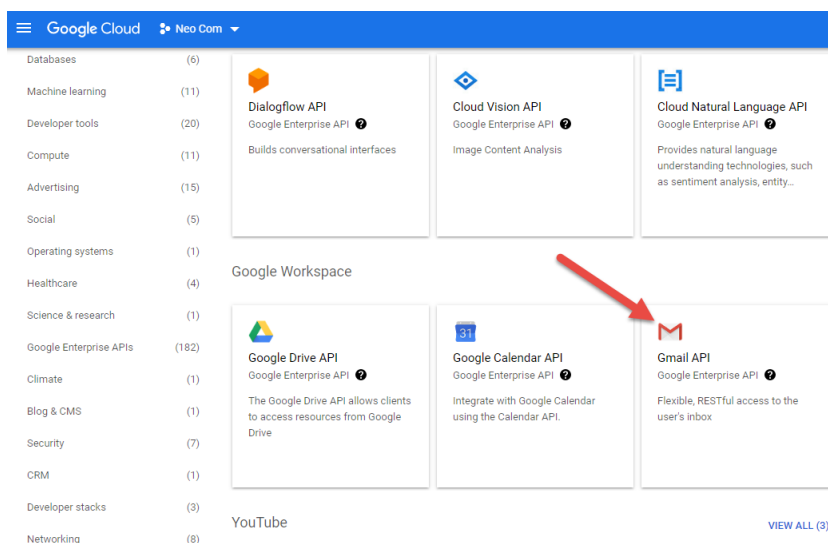 Google Cloud
Neo Com
Databases (6)
Machine learning (11)
Developer tools (20)
Compute (11)
Advertising (15)
Social (5)
Operating systems (1)
Healthcare (4)
Science & research (1)
Google Enterprise APIs (182)
Climate (1)
Blog & CMS (1)
Security (7)
CRM (1)
Developer stacks (3)
Networking (8)
Dialogflow API
Google Enterprise API ?
Builds conversational interfaces
Cloud Vision API
Google Enterprise API ?
Image Content Analysis
Cloud Natural Language API
Google Enterprise API ?
Provides natural language
understanding technologies, such
as sentiment analysis, entity...
Google Workspace
Google Drive API
Google Enterprise API ?
The Google Drive API allows clients
to access resources from Google
Drive
31
Google Calendar API
Google Enterprise API ?
Integrate with Google Calendar
using the Calendar API.
Gmail API
Google Enterprise API ?
Flexible, RESTful access to the
user's inbox
YouTube
VIEW ALL (3)